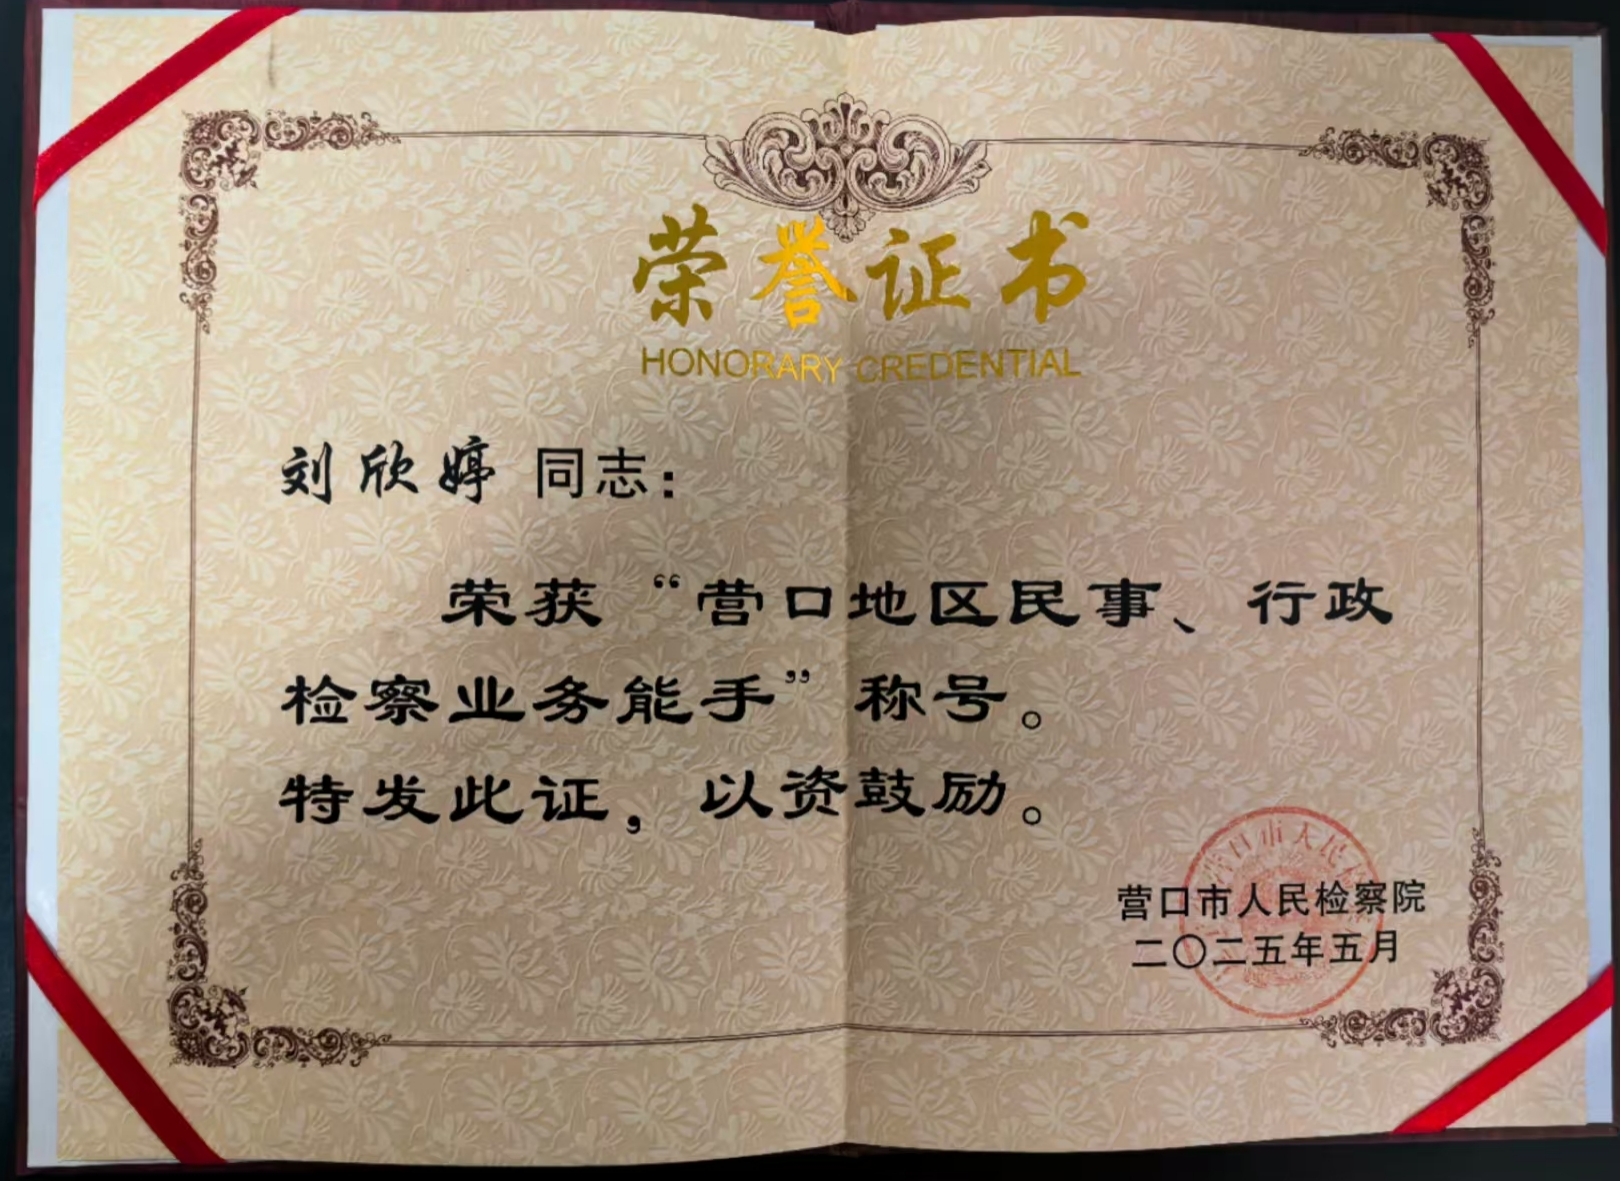 荣誉证书
HONORARY CREDENTIAL
刘欣婷 同志：
荣获“营口地区民事、行政
检察业务能手”称号。
特发此证，以资鼓励。
营口市人民检察院
二〇二五年五月